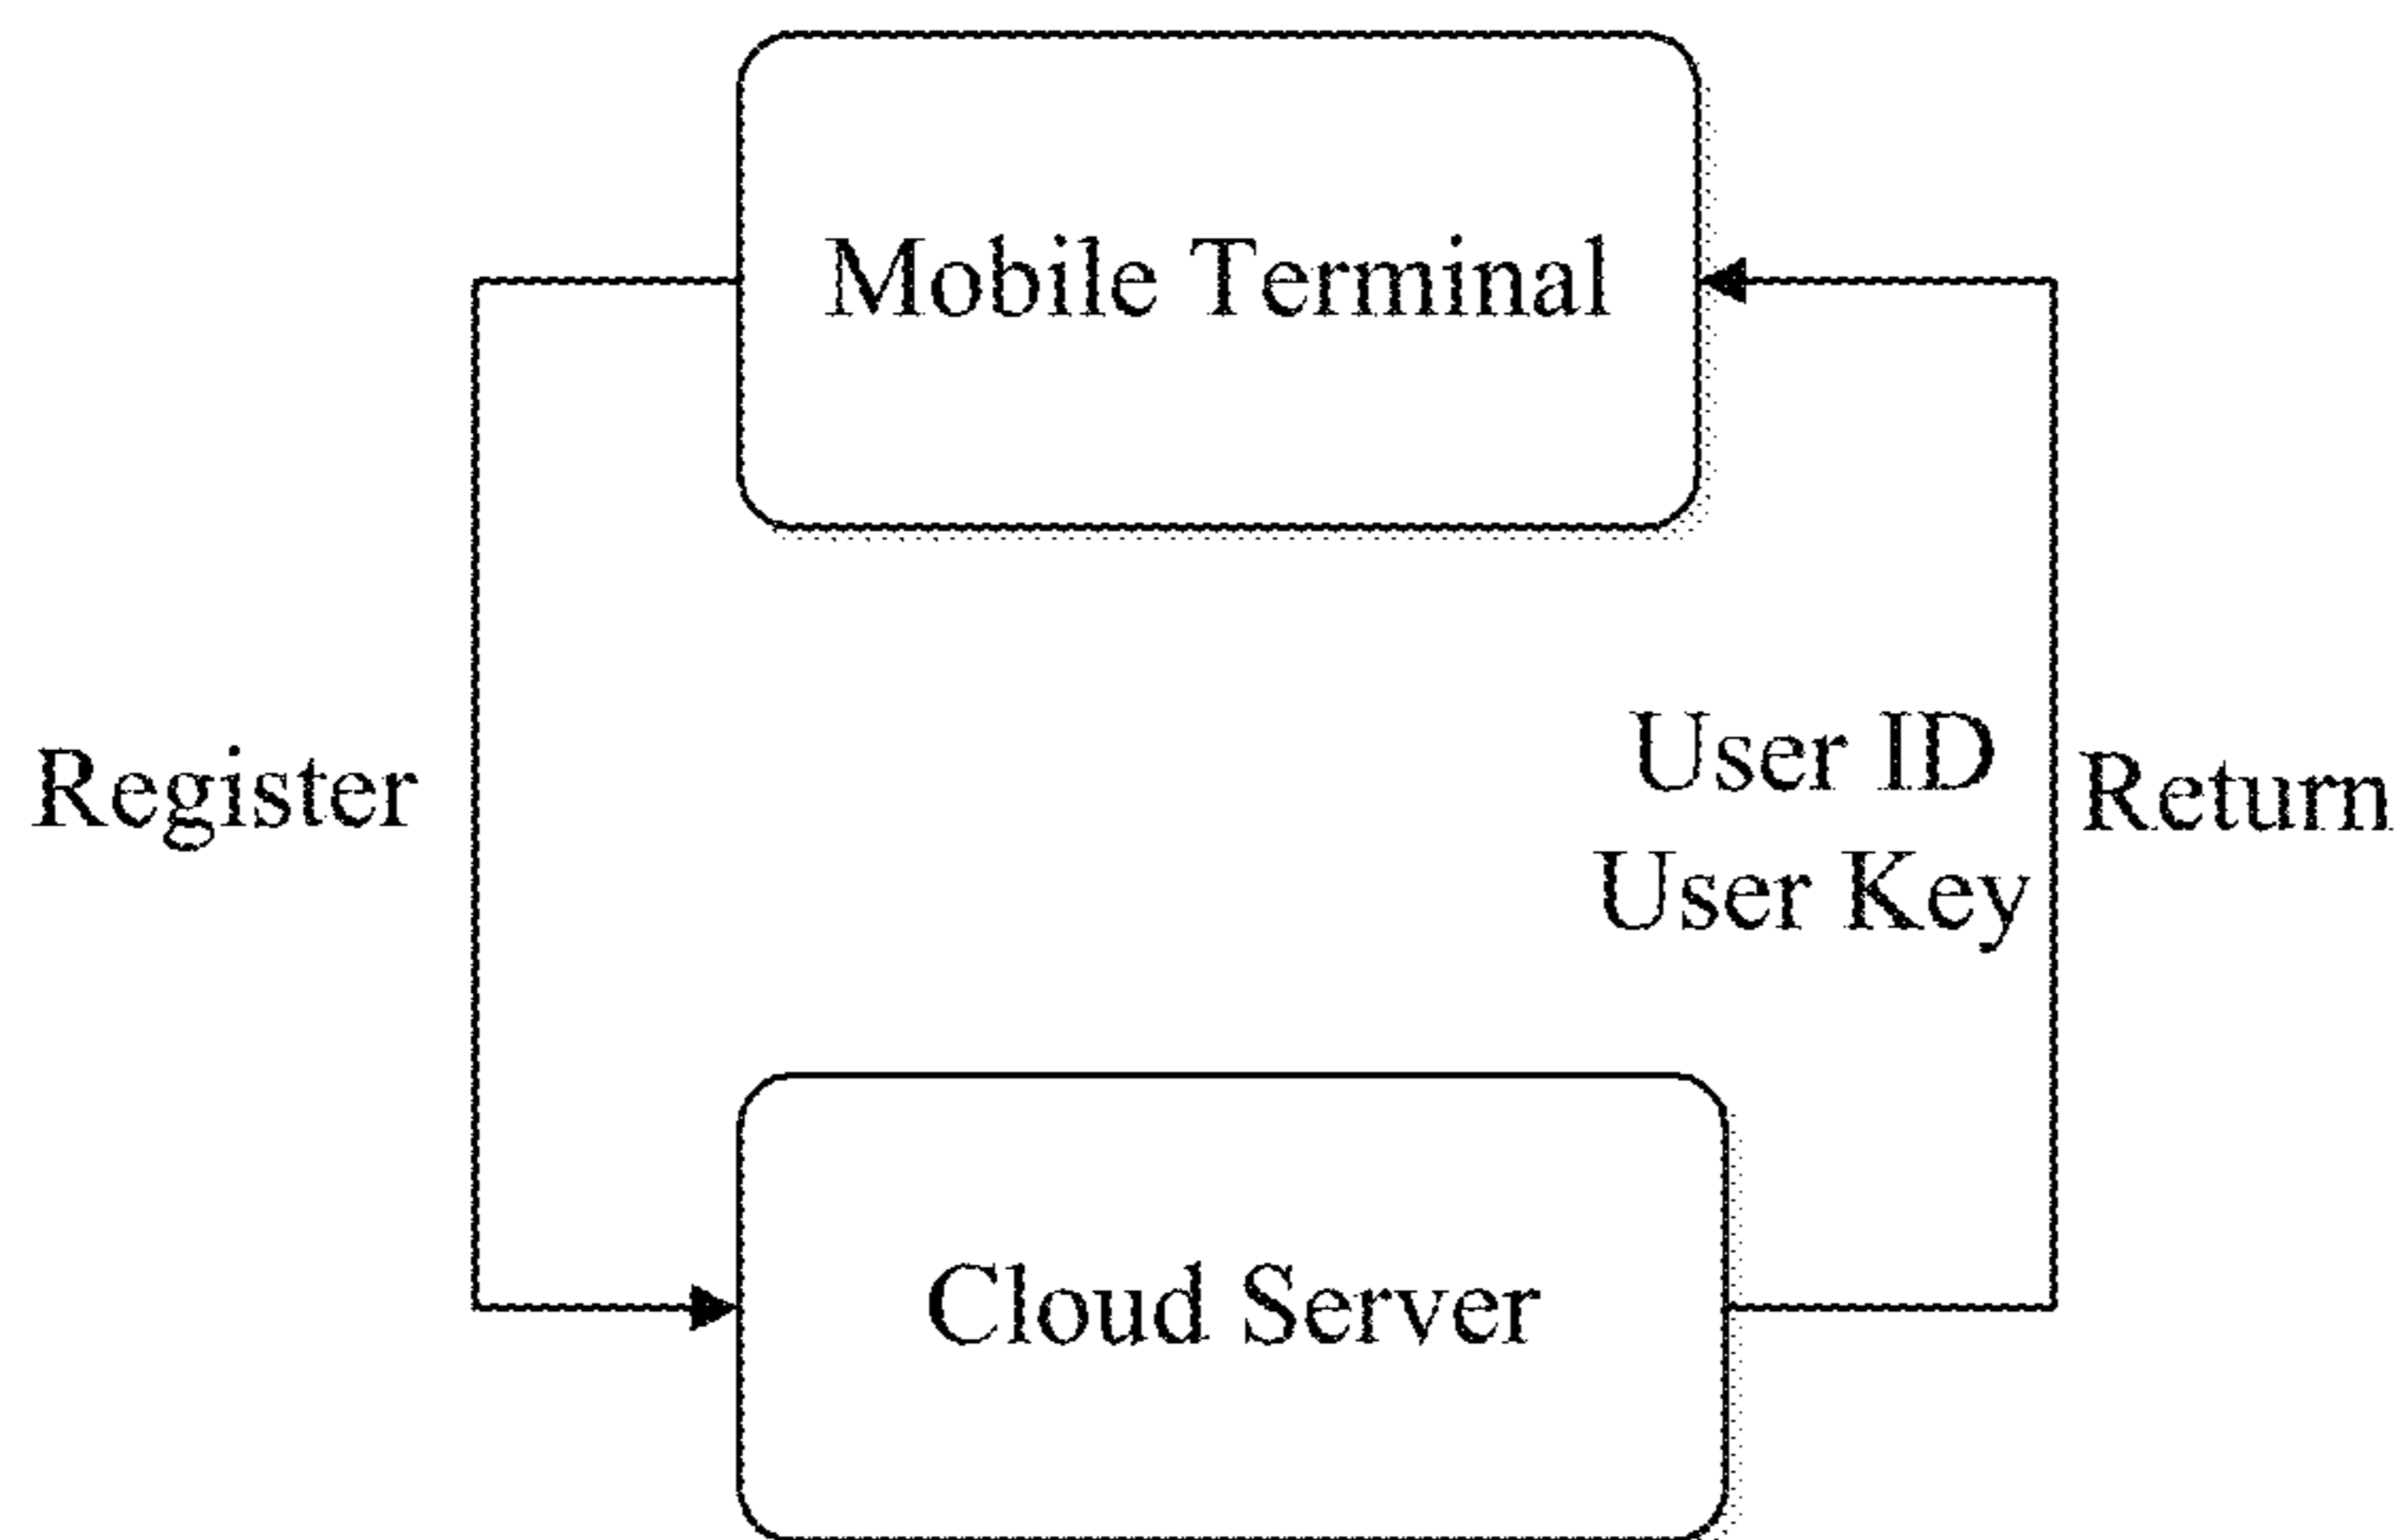 Mobile Terminal
Register
User ID
User Key
Return
Cloud Server